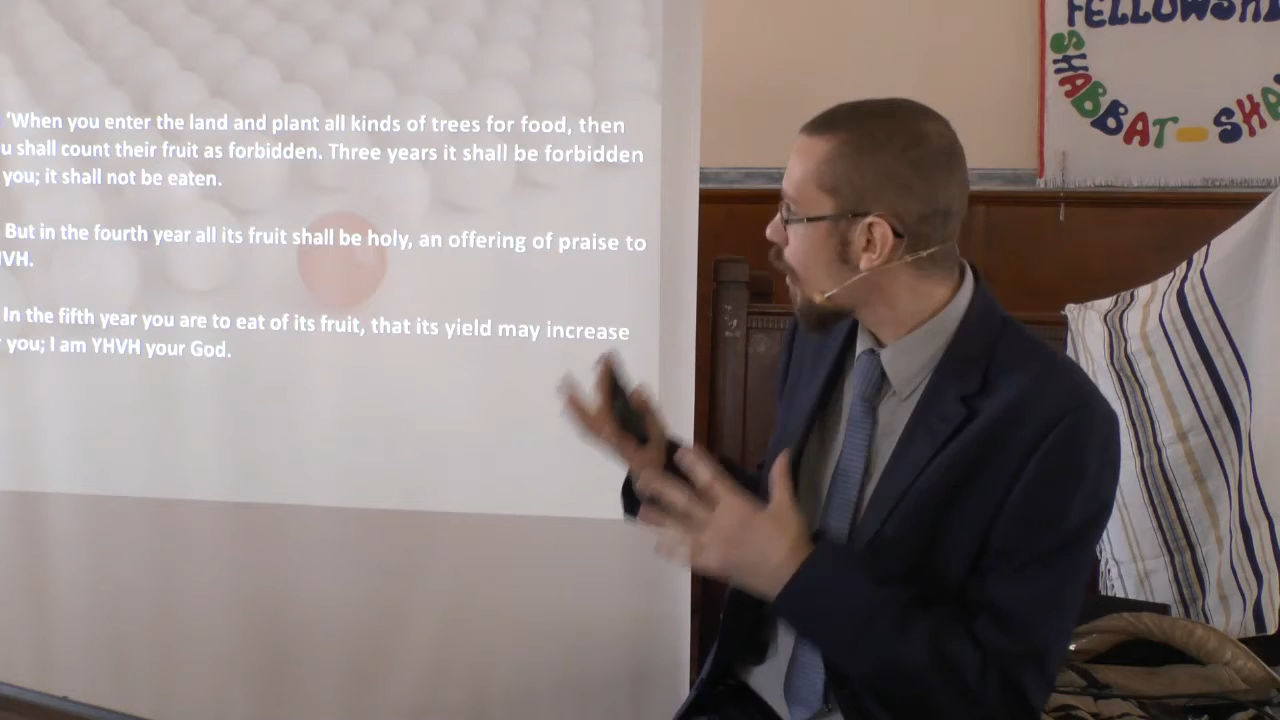 ‘When you enter the land and plant all kinds of trees for food, then
u shall count their fruit as forbidden. Three years it shall be forbidden
you; it shall not be eaten.
But in the fourth year all its fruit shall be holy, an offering of praise to
VH.
In the fifth year you are to eat of its fruit, that its yield may increase
you; I am YHVH your God.
FELLOWSHI
SHABBAT-SHA